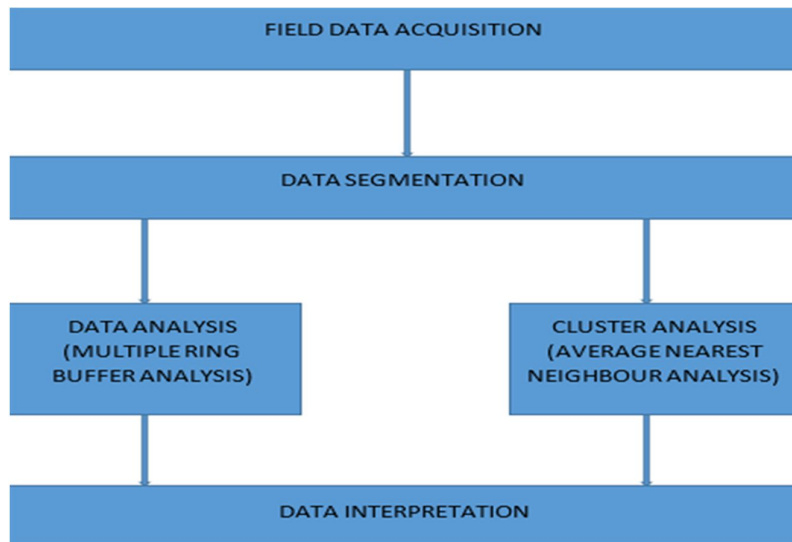 FIELD DATA ACQUISITION
DATA SEGMENTATION
DATA ANALYSIS
(MULTIPLE RING
BUFFER ANALYSIS)
CLUSTER ANALYSIS
(AVERAGE NEAREST
NEIGHBOUR ANALYSIS)
DATA INTERPRETATION